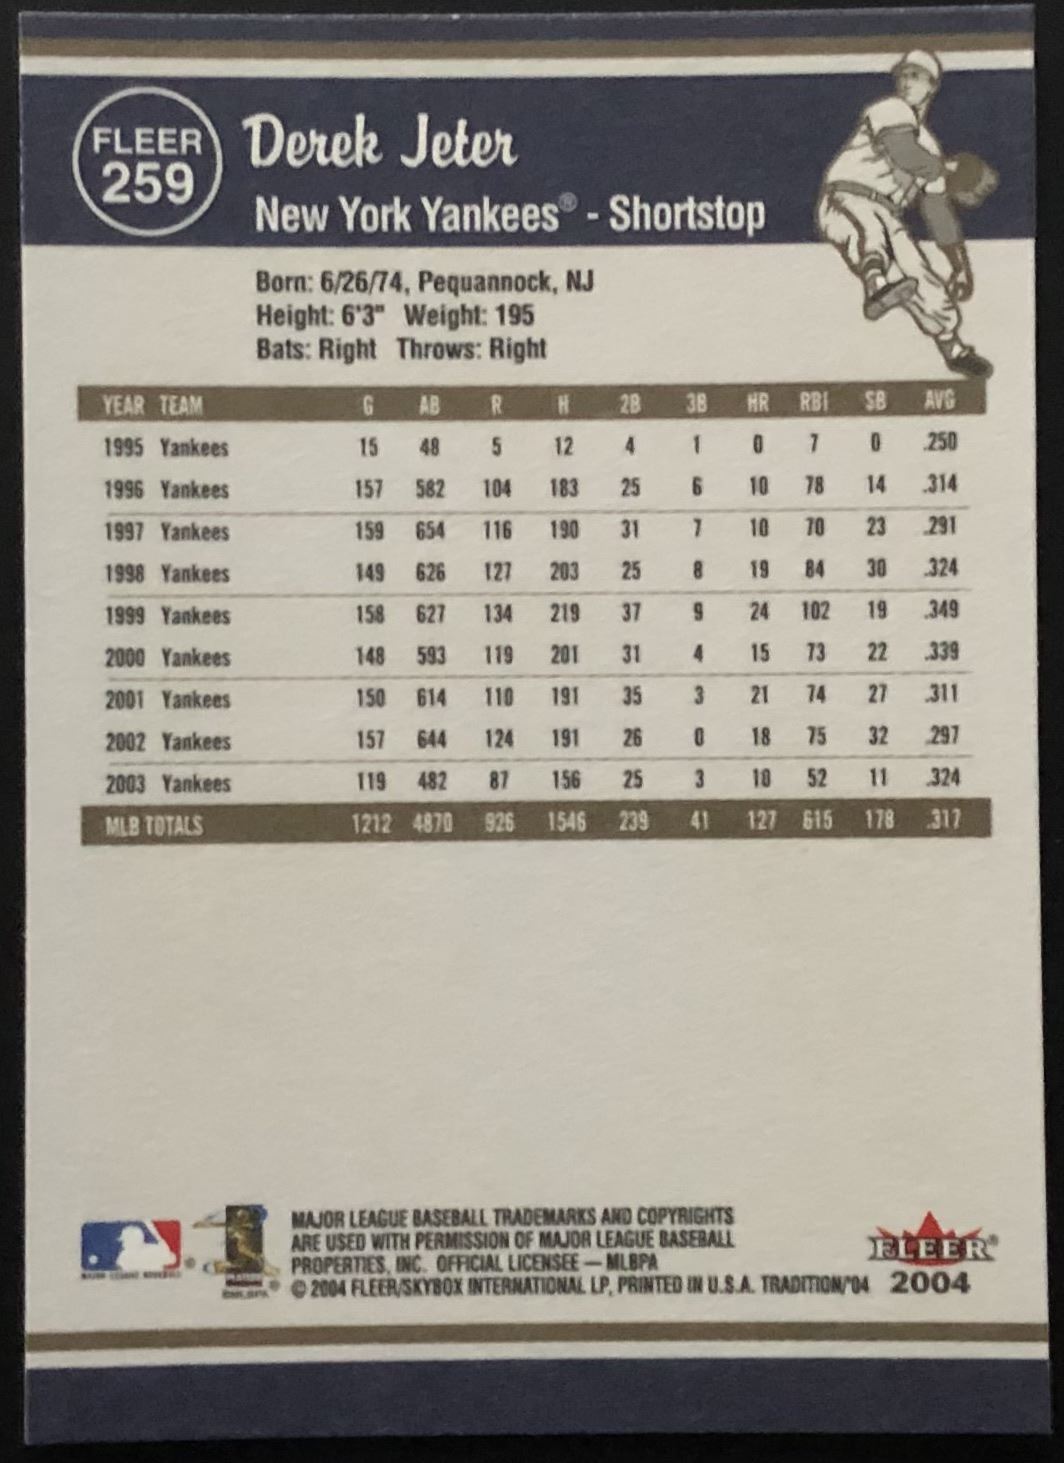 FLEER
259
Derek Jeter
New York Yankees® - Shortstop
Born: 6/26/74, Pequannock, NJ
Height: 6'3" Weight: 195
Bats: Right Throws: Right
YEAR TEAM G AB R H 2B 3B HR RBI SB AVG
1995 Yankees 15 48 5 12 4 1 0 7 0 .250
1996 Yankees 157 582 104 183 25 6 10 78 14 .314
1997 Yankees 159 654 116 190 31 7 10 70 23 .291
1998 Yankees 149 626 127 203 25 8 19 84 30 .324
1999 Yankees 158 627 134 219 37 9 24 102 19 .349
2000 Yankees 148 593 119 201 31 4 15 73 22 .339
2001 Yankees 150 614 110 191 35 3 21 74 27 .311
2002 Yankees 157 644 124 191 26 0 18 75 32 .297
2003 Yankees 119 482 87 156 25 3 10 52 11 .324
MLB TOTALS 1212 4870 926 1546 239 41 127 615 178 .317
MAJOR LEAGUE BASEBALL TRADEMARKS AND COPYRIGHTS
ARE USED WITH PERMISSION OF MAJOR LEAGUE BASEBALL
PROPERTIES, INC. OFFICIAL LICENSEE — MLBPA
© 2004 FLEER/SKYBOX INTERNATIONAL LP, PRINTED IN U.S.A. TRADITION/'04
FLEER®
2004